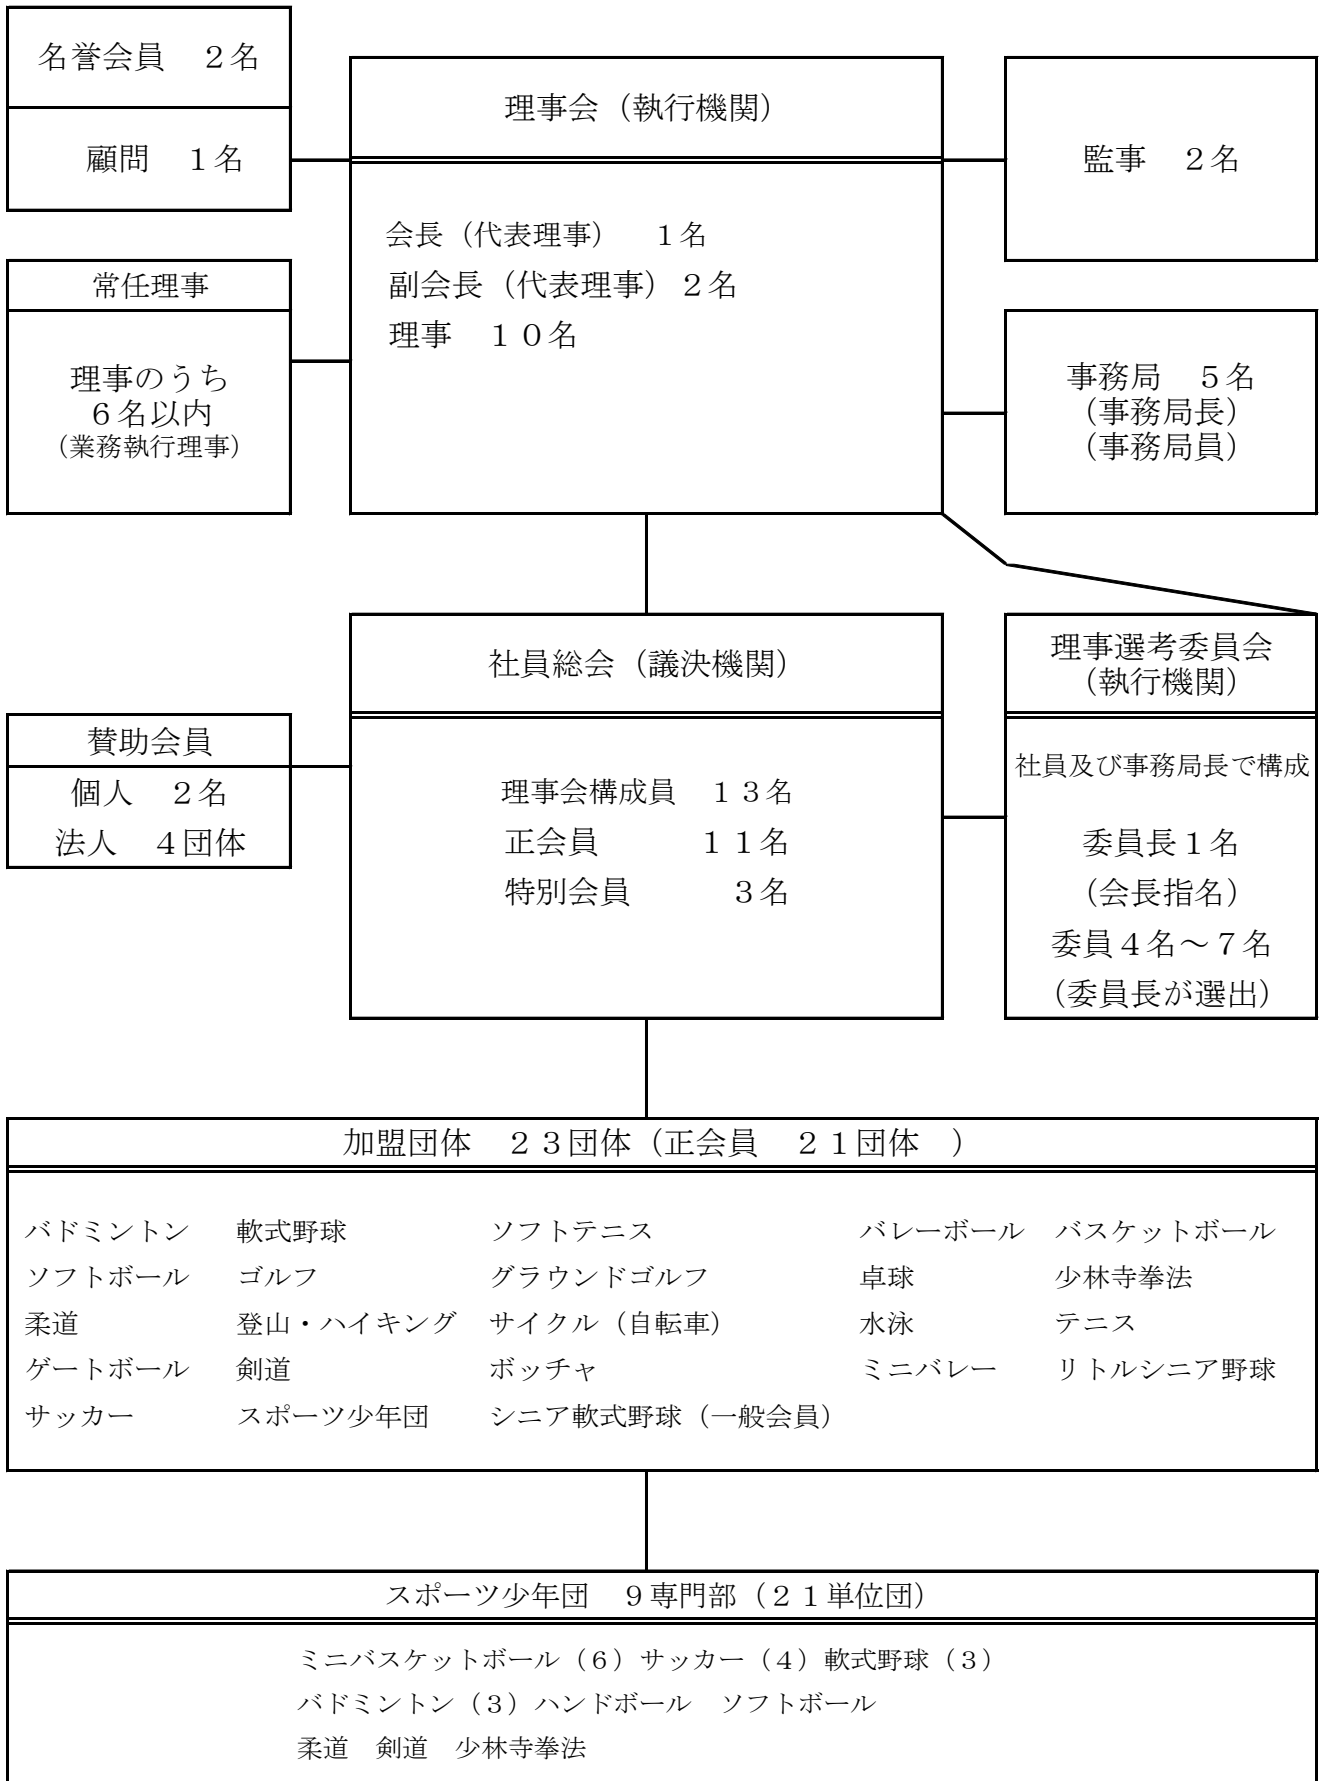 名誉会員　２名
顧問　１名
理事会（執行機関）
監事　２名
会長（代表理事）　１名
副会長（代表理事）２名
理事　１０名
常任理事
理事のうち
６名以内
（業務執行理事）
事務局　５名
（事務局長）
（事務局員）
社員総会（議決機関）
理事会構成員　１３名
正会員　　　１１名
特別会員　　　３名
理事選考委員会
（執行機関）
社員及び事務局長で構成
委員長１名
（会長指名）
委員４名～７名
（委員長が選出）
賛助会員
個人　２名
法人　４団体
加盟団体　２３団体（正会員　２１団体　）
バドミントン　軟式野球　ソフトテニス　バレーボール　バスケットボール
ソフトボール　ゴルフ　グラウンドゴルフ　卓球　少林寺拳法
柔道　登山・ハイキング　サイクル（自転車）　水泳　テニス
ゲートボール　剣道　ボッチャ　ミニバレー　リトルシニア野球
サッカー　スポーツ少年団　シニア軟式野球（一般会員）
スポーツ少年団　９専門部（２１単位団）
ミニバスケットボール（６）サッカー（４）軟式野球（３）
バドミントン（３）ハンドボール　ソフトボール
柔道　剣道　少林寺拳法